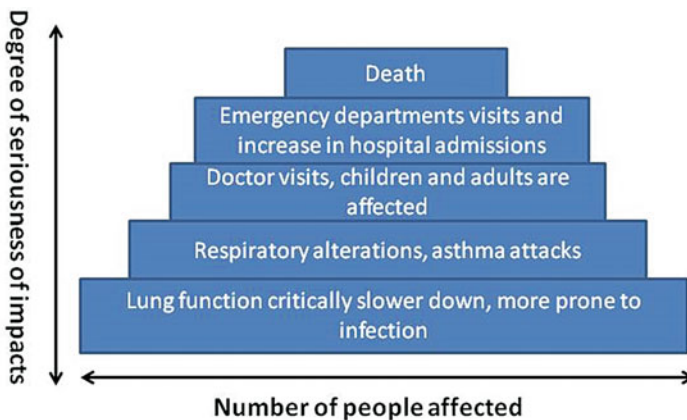 Degree of seriousness of impacts
Death
Emergency departments visits and
increase in hospital admissions
Doctor visits, children and adults are
affected
Respiratory alterations, asthma attacks
Lung function critically slower down, more prone to
infection
Number of people affected